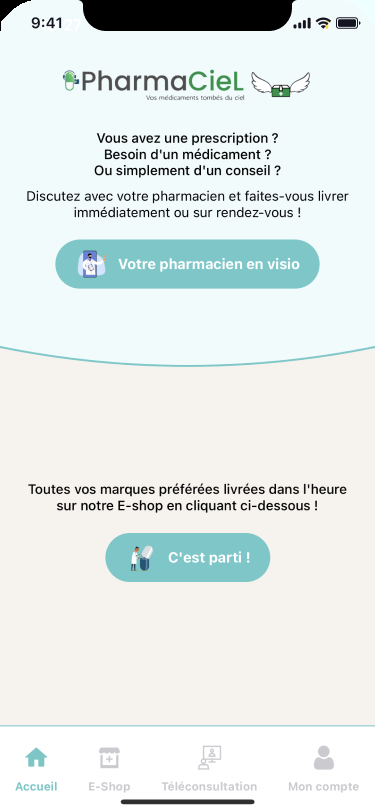 9:41
PharmaCieL
Vos médicaments tombés du ciel
Vous avez une prescription ?
Besoin d'un médicament ?
Ou simplement d'un conseil ?
Discutez avec votre pharmacien et faites-vous livrer
immédiatement ou sur rendez-vous !
Votre pharmacien en visio
Toutes vos marques préférées livrées dans l'heure
sur notre E-shop en cliquant ci-dessous !
C'est parti !
Accueil
E-Shop
Téléconsultation
Mon compte